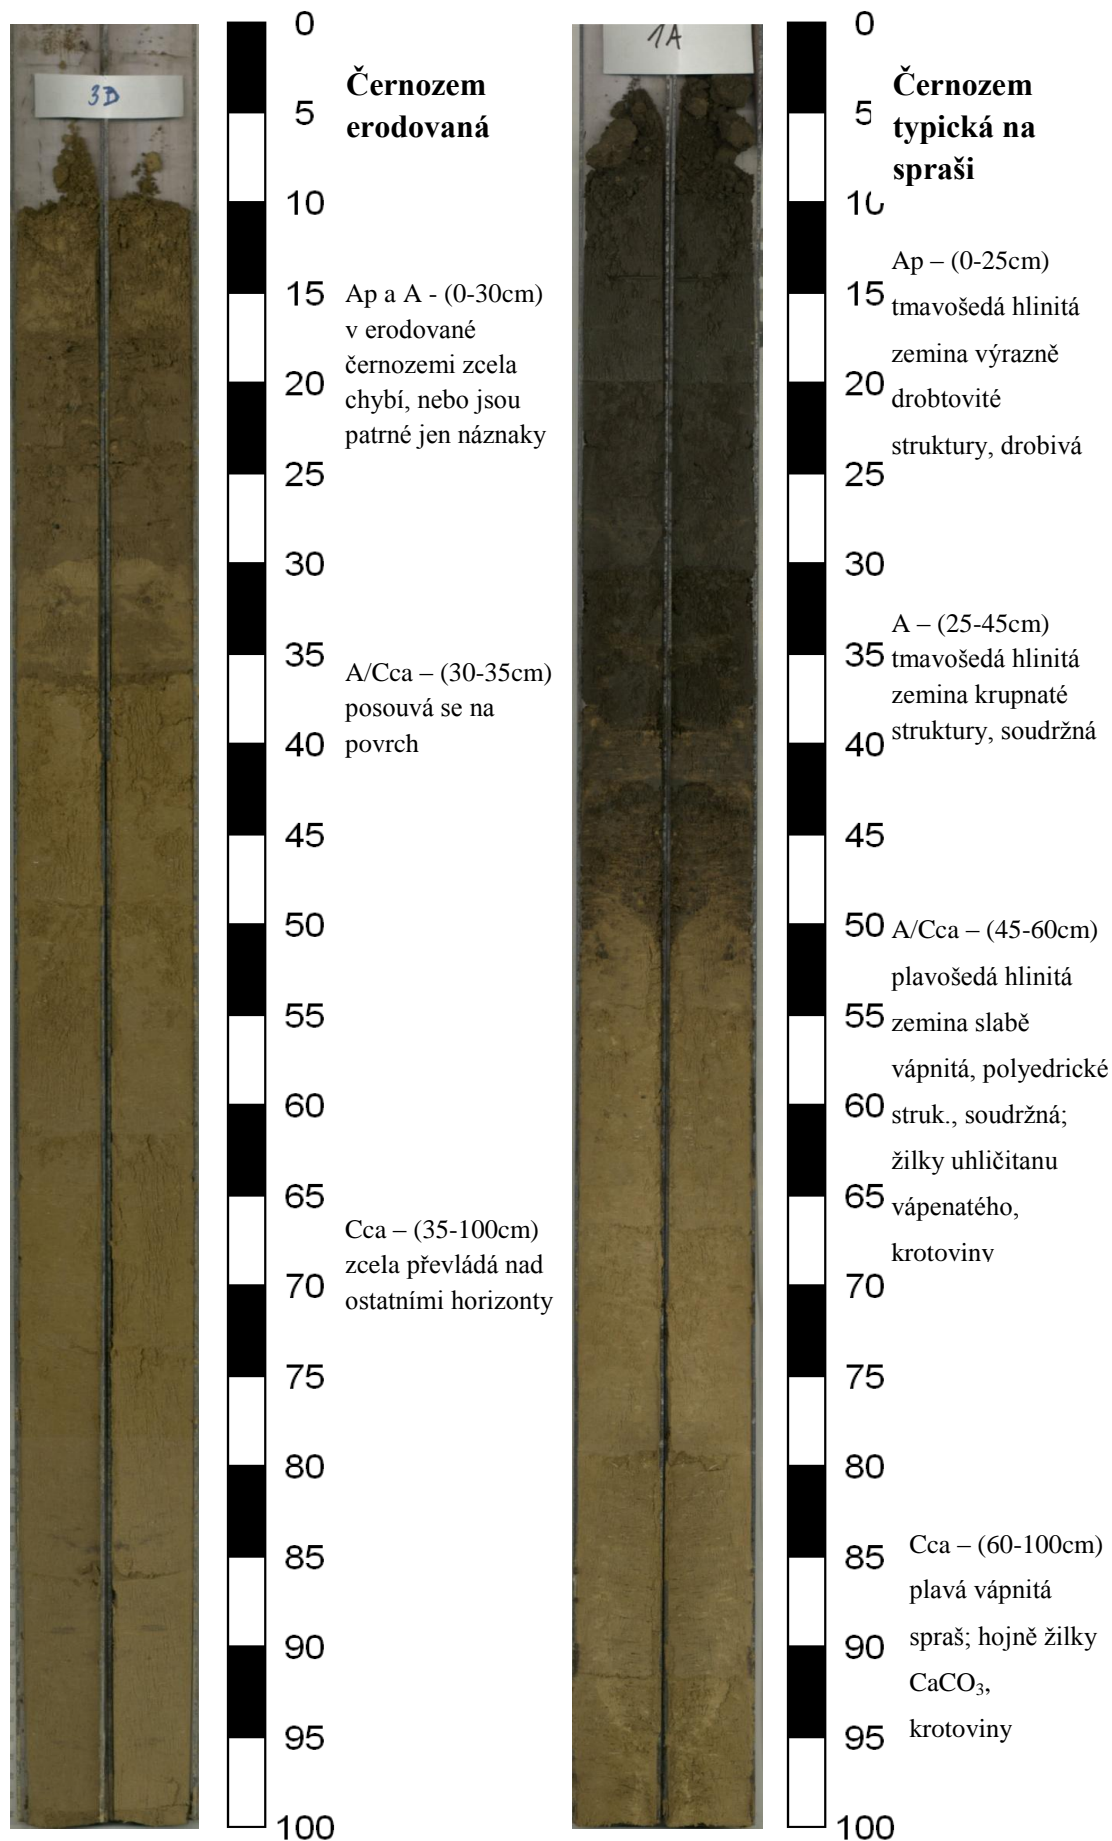 3D
0
5
10
15
20
25
30
35
40
45
50
55
60
65
70
75
80
85
90
95
100
Černozem
erodovaná
Ap a A - (0-30cm)
v erodované
černozemi zcela
chybí, nebo jsou
patrné jen náznaky
A/Cca – (30-35cm)
posouvá se na
povrch
Cca – (35-100cm)
zcela převládá nad
ostatními horizonty
1A
0
5
10
15
20
25
30
35
40
45
50
55
60
65
70
75
80
85
90
95
100
Černozem
typická na
spraši
Ap – (0-25cm)
tmavošedá hlinitá
zemina výrazně
drobtovité
struktury, drobivá
A – (25-45cm)
tmavošedá hlinitá
zemina krupnaté
struktury, soudržná
A/Cca – (45-60cm)
plavošedá hlinitá
zemina slabě
vápnitá, polyedrické
struk., soudržná;
žilky uhličitanu
vápenatého,
krotoviny
Cca – (60-100cm)
plavá vápnitá
spraš; hojně žilky
CaCO₃,
krotoviny